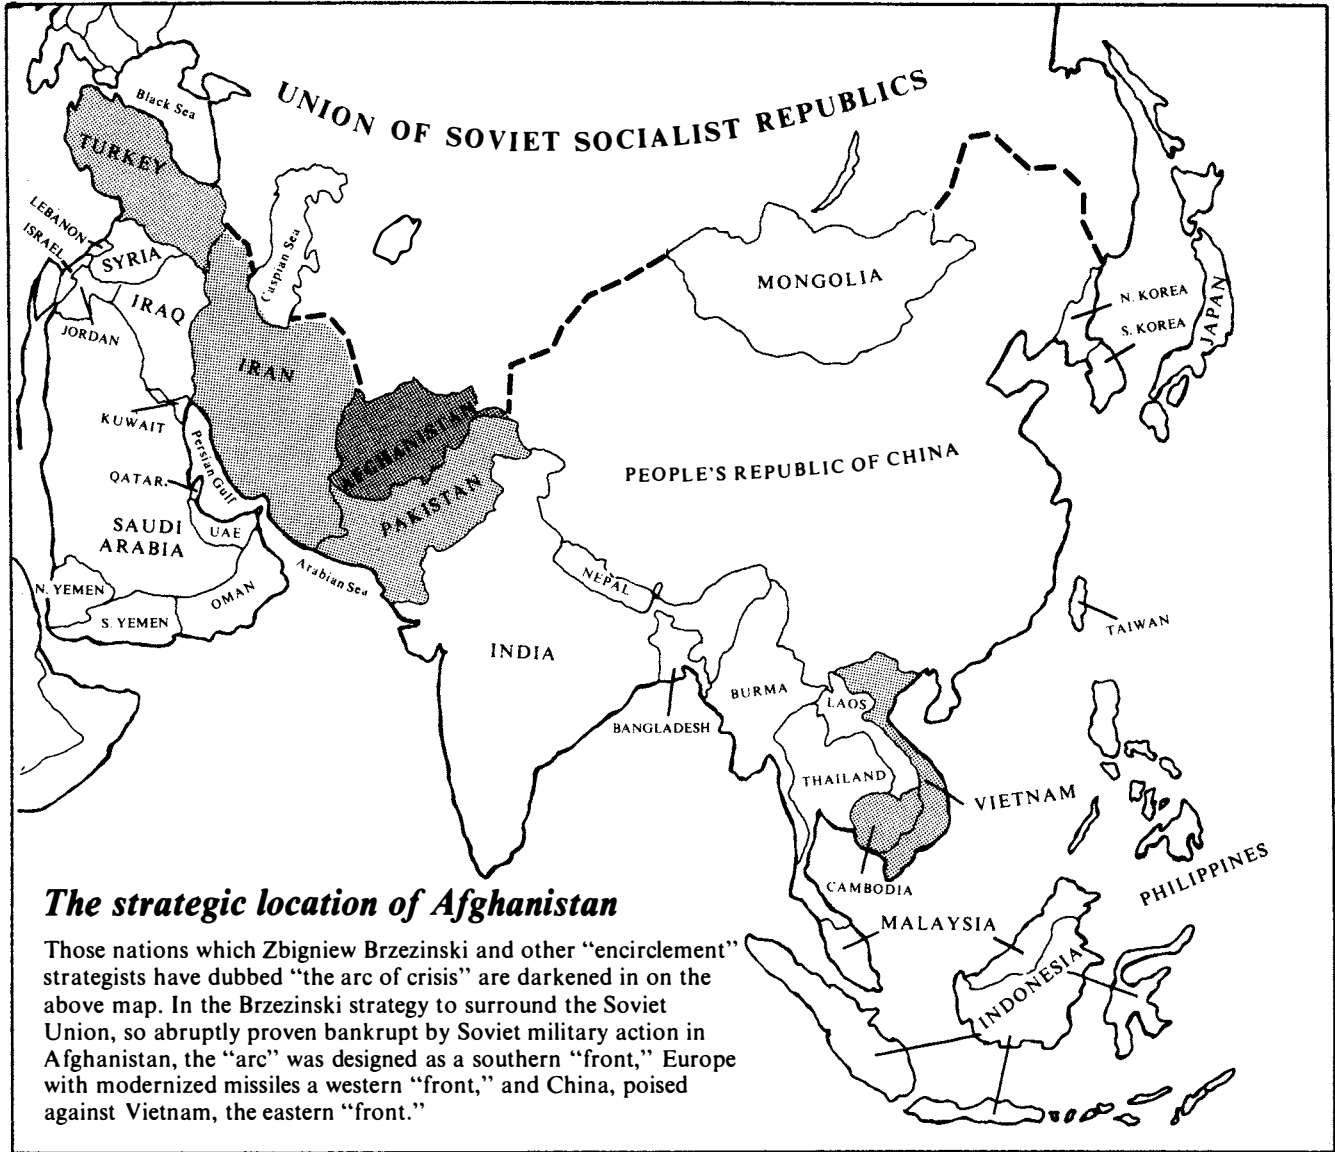 UNION OF SOVIET SOCIALIST REPUBLICS
Black Sea
TURKEY
LEBANON
ISRAEL
SYRIA
IRAQ
JORDAN
Caspian Sea
MONGOLIA
N. KOREA
S. KOREA
JAPAN
IRAN
AFGHANISTAN
KUWAIT
Persian Gulf
PAKISTAN
PEOPLE'S REPUBLIC OF CHINA
QATAR
SAUDI
ARABIA
UAE
Arabian Sea
N. YEMEN
OMAN
S. YEMEN
NEPAL
INDIA
TAIWAN
BURMA
LAOS
BANGLADESH
THAILAND
VIETNAM
CAMBODIA
PHILIPPINES
MALAYSIA
INDONESIA
The strategic location of Afghanistan
Those nations which Zbigniew Brzezinski and other “encirclement”
strategists have dubbed “the arc of crisis” are darkened in on the
above map. In the Brzezinski strategy to surround the Soviet
Union, so abruptly proven bankrupt by Soviet military action in
Afghanistan, the “arc” was designed as a southern “front,” Europe
with modernized missiles a western “front,” and China, poised
against Vietnam, the eastern “front.”